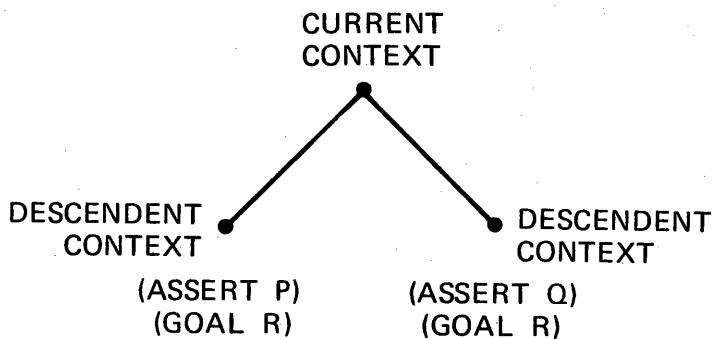 CURRENT
CONTEXT
DESCENDENT
CONTEXT
(ASSERT P)
(GOAL R)
DESCENDENT
CONTEXT
(ASSERT Q)
(GOAL R)